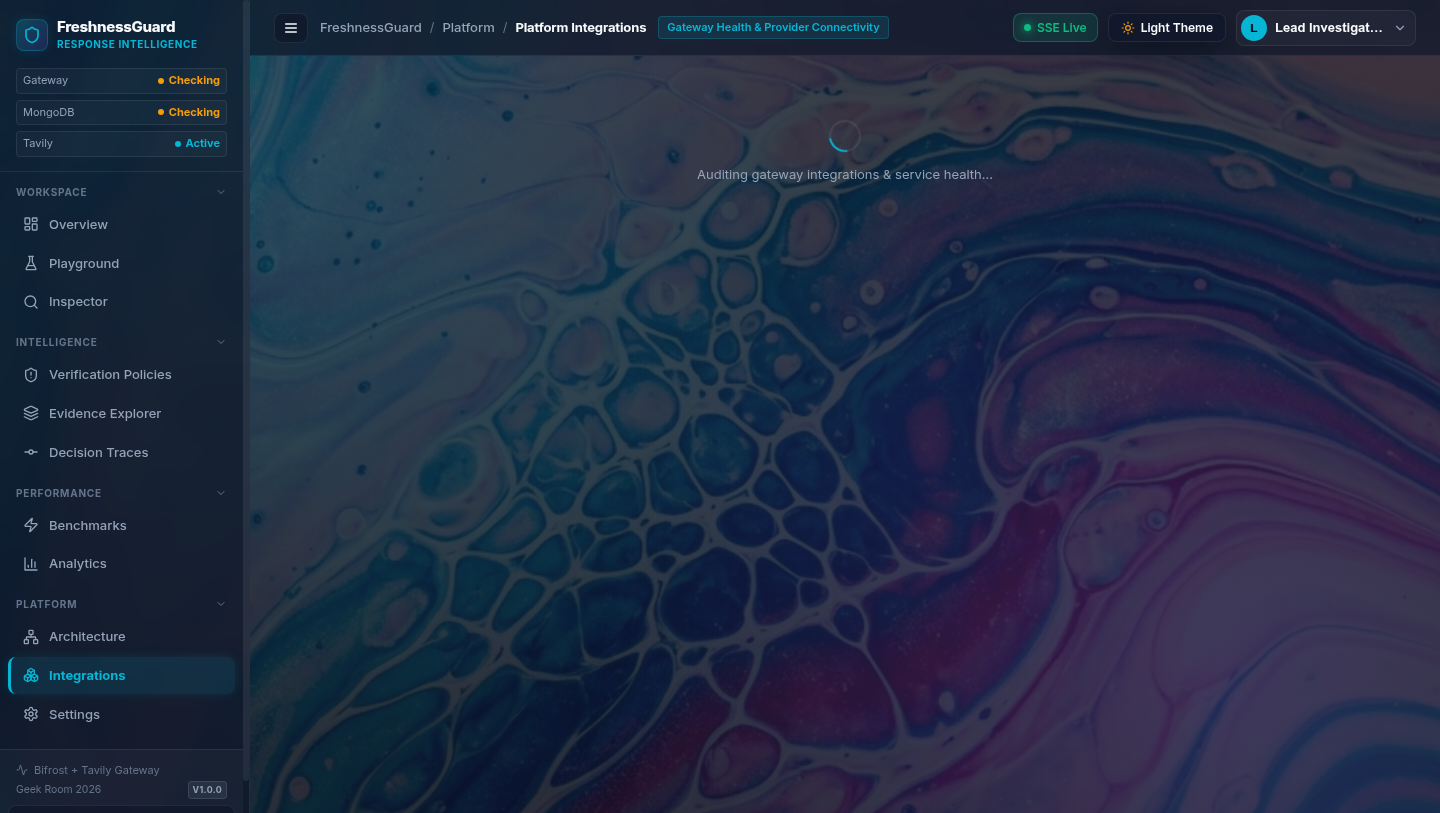 FreshnessGuard
RESPONSE INTELLIGENCE
Gateway Checking
MongoDB Checking
Tavily Active
WORKSPACE
Overview
Playground
Inspector
INTELLIGENCE
Verification Policies
Evidence Explorer
Decision Traces
PERFORMANCE
Benchmarks
Analytics
PLATFORM
Architecture
Integrations
Settings
Bifrost + Tavily Gateway
Geek Room 2026 V1.0.0
FreshnessGuard / Platform / Platform Integrations Gateway Health & Provider Connectivity SSE Live Light Theme L Lead Investigat...
Auditing gateway integrations & service health...